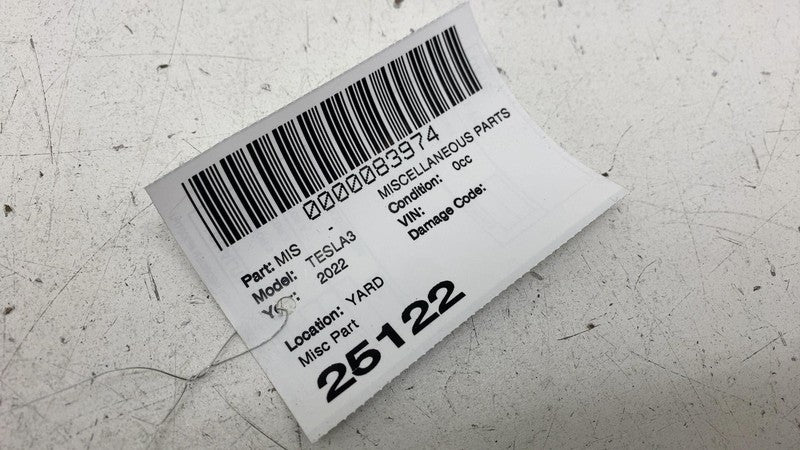 0000083974
Part: MIS - MISCELLANEOUS PARTS
Model: TESLA3 Condition: 0cc
2022 VIN:
Damage Code:
Location: YARD
Misc Part
25122